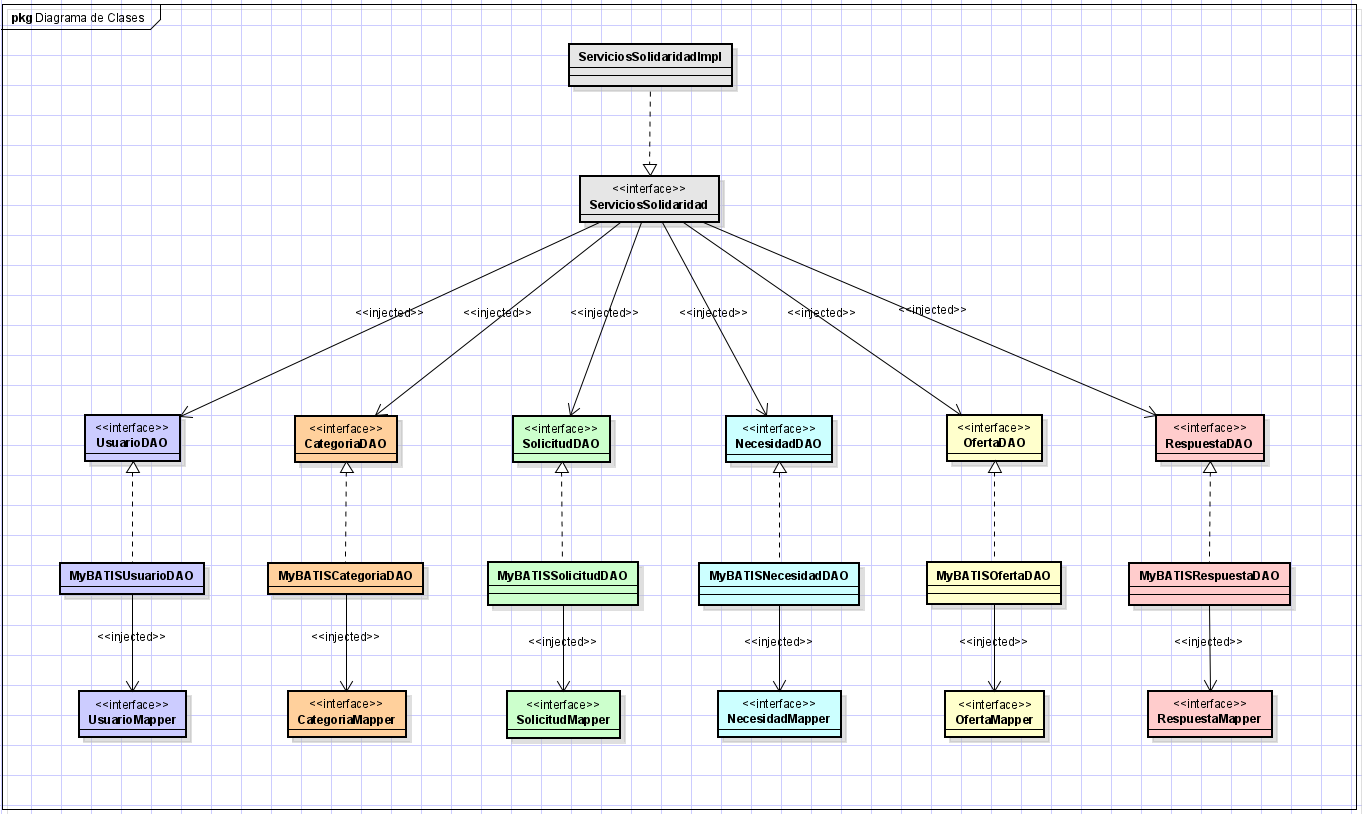 pkg Diagrama de Clases
ServiciosSolidaridadImpl
<<interface>>
ServiciosSolidaridad
<<injected>>
<<injected>>
<<injected>>
<<injected>>
<<injected>>
<<injected>>
<<interface>>
UsuarioDAO
<<interface>>
CategoriaDAO
<<interface>>
SolicitudDAO
<<interface>>
NecesidadDAO
<<interface>>
OfertaDAO
<<interface>>
RespuestaDAO
MyBATISUsuarioDAO
MyBATISCategoriaDAO
MyBATISSolicitudDAO
MyBATISNecesidadDAO
MyBATISOfertaDAO
MyBATISRespuestaDAO
<<injected>>
<<injected>>
<<injected>>
<<injected>>
<<injected>>
<<injected>>
<<interface>>
UsuarioMapper
<<interface>>
CategoriaMapper
<<interface>>
SolicitudMapper
<<interface>>
NecesidadMapper
<<interface>>
OfertaMapper
<<interface>>
RespuestaMapper